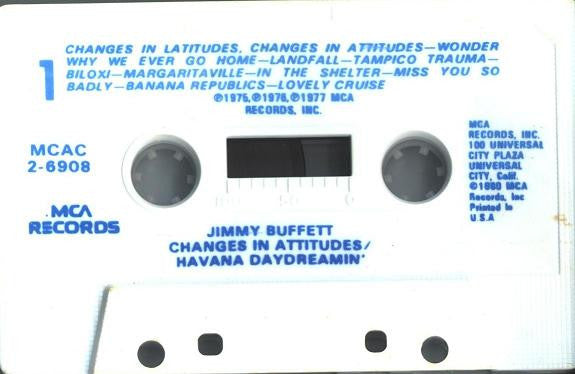 1
CHANGES IN LATITUDES, CHANGES IN ATTITUDES—WONDER
WHY WE EVER GO HOME—LANDFALL—TAMPICO TRAUMA—
BILOXI—MARGARITAVILLE—IN THE SHELTER—MISS YOU SO
BADLY—BANANA REPUBLICS—LOVELY CRUISE
℗1975,℗1976,℗1977 MCA
RECORDS, INC.
MCAC
2-6908
MCA
RECORDS, INC.
100 UNIVERSAL
CITY PLAZA
UNIVERSAL
CITY, Calif.
©1980 MCA
Records, Inc
Printed in
U.S.A
100 50 0
MCA
RECORDS
JIMMY BUFFETT
CHANGES IN ATTITUDES/
HAVANA DAYDREAMIN'